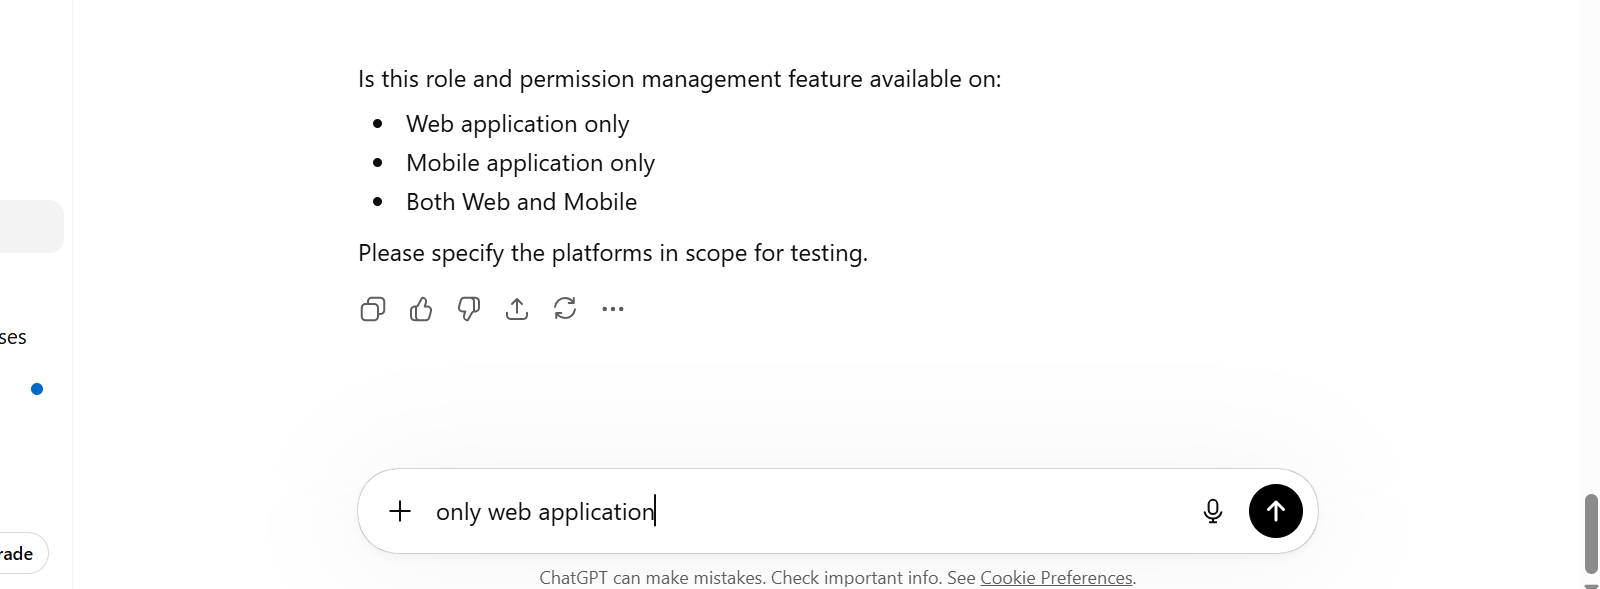 Is this role and permission management feature available on:
Web application only
Mobile application only
Both Web and Mobile
Please specify the platforms in scope for testing.
ses
rade
only web application
ChatGPT can make mistakes. Check important info. See Cookie Preferences.